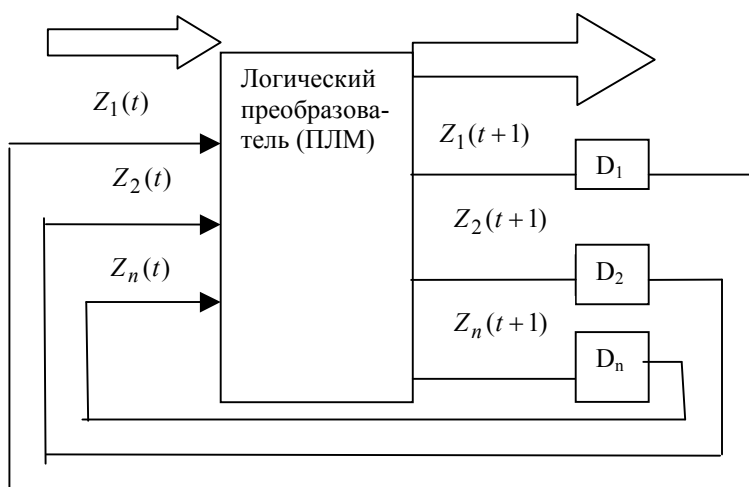 Логический
преобразова-
тель (ПЛМ)
Z₁(t)
Z₂(t)
Zₙ(t)
Z₁(t+1)
D₁
Z₂(t+1)
D₂
Zₙ(t+1)
Dₙ